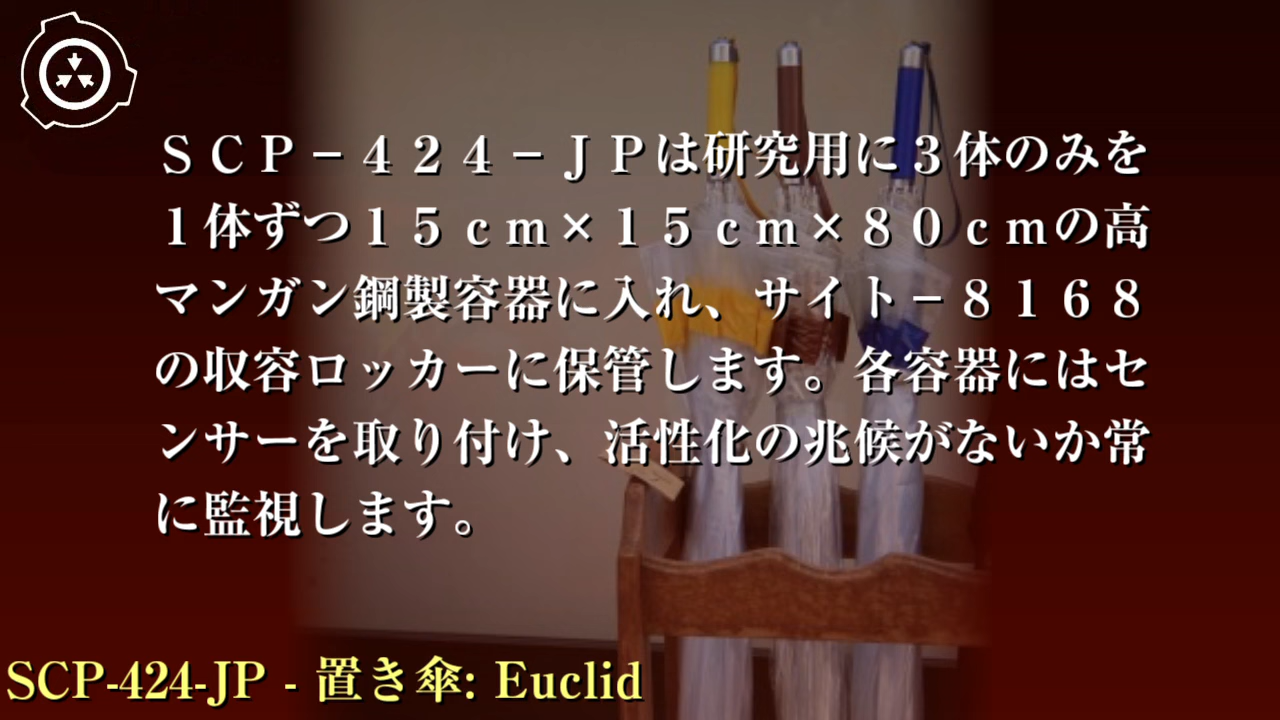 ＳＣＰ－４２４－ＪＰは研究用に３体のみを
１体ずつ１５ｃｍ×１５ｃｍ×８０ｃｍの高
マンガン鋼製容器に入れ、サイト－８１６８
の収容ロッカーに保管します。各容器にはセ
ンサーを取り付け、活性化の兆候がないか常
に監視します。
SCP-424-JP - 置き傘: Euclid